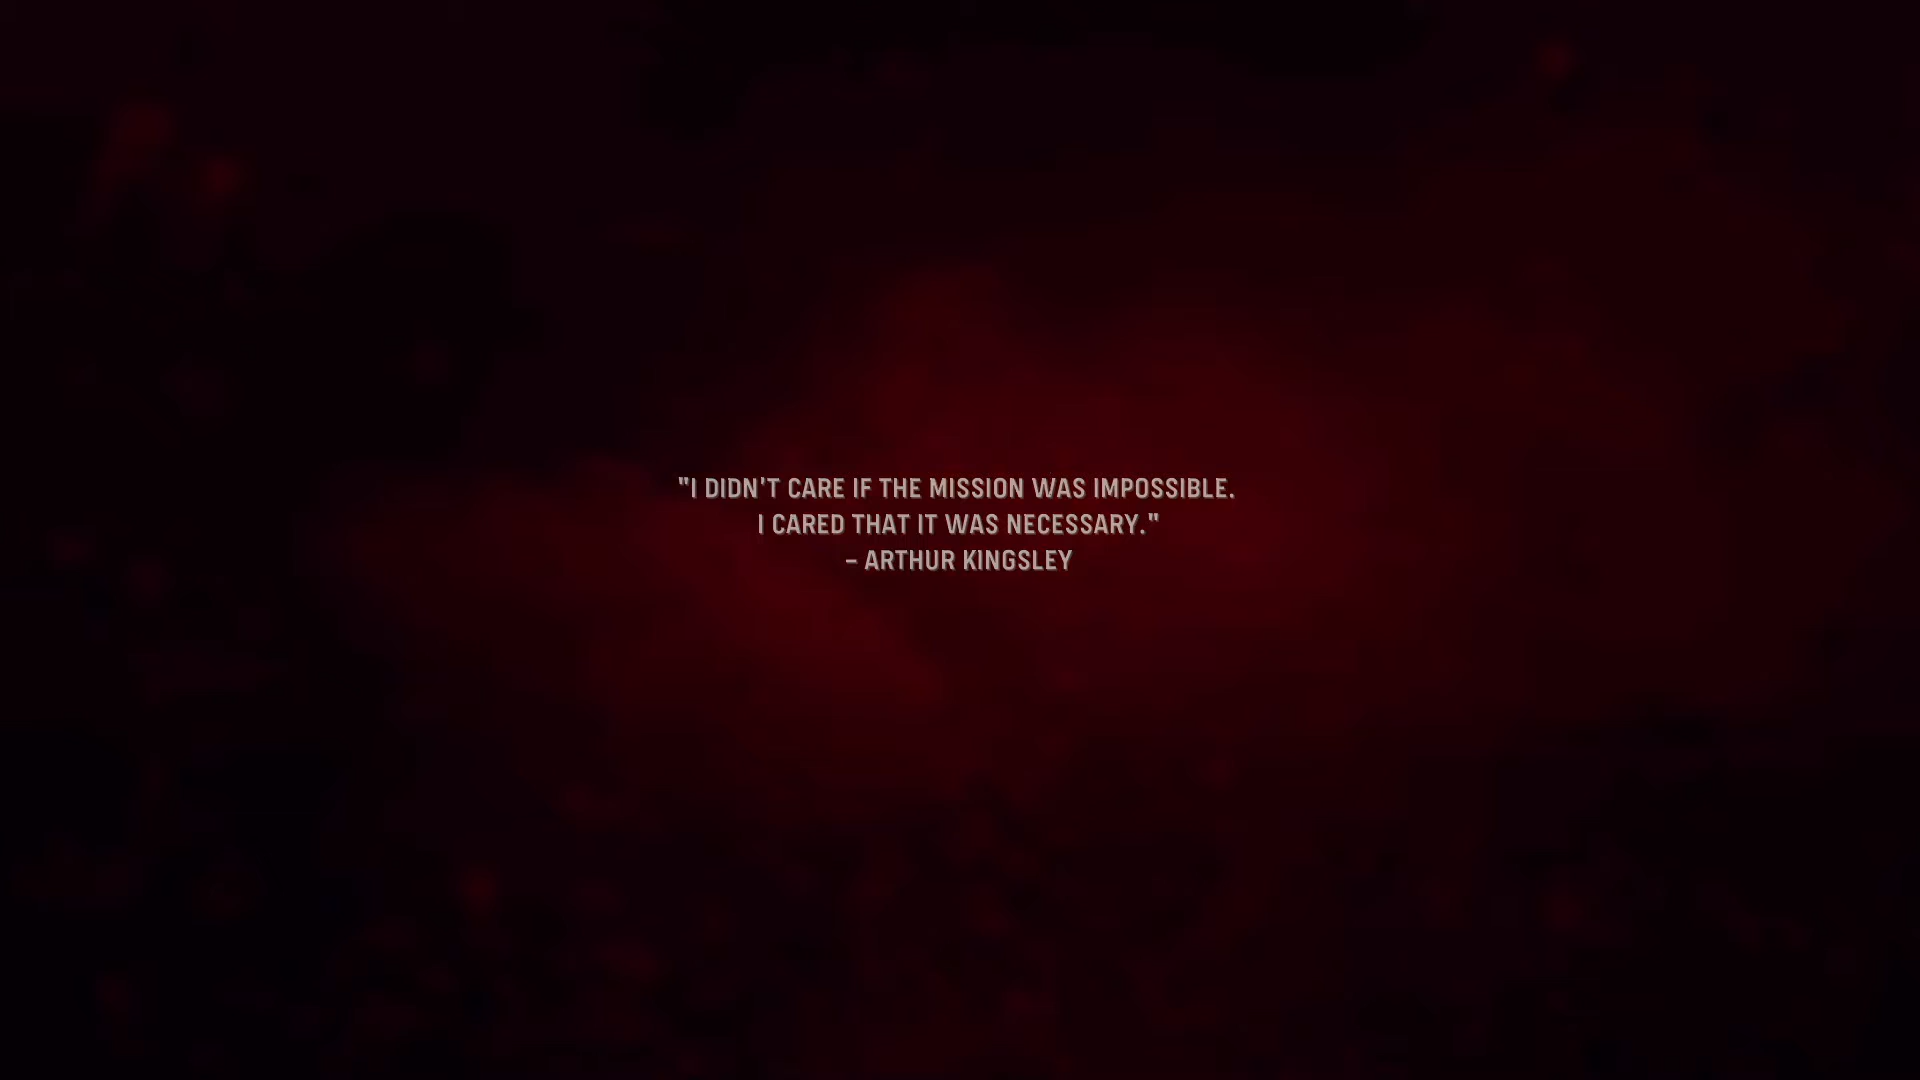 "I DIDN'T CARE IF THE MISSION WAS IMPOSSIBLE.
I CARED THAT IT WAS NECESSARY."
– ARTHUR KINGSLEY